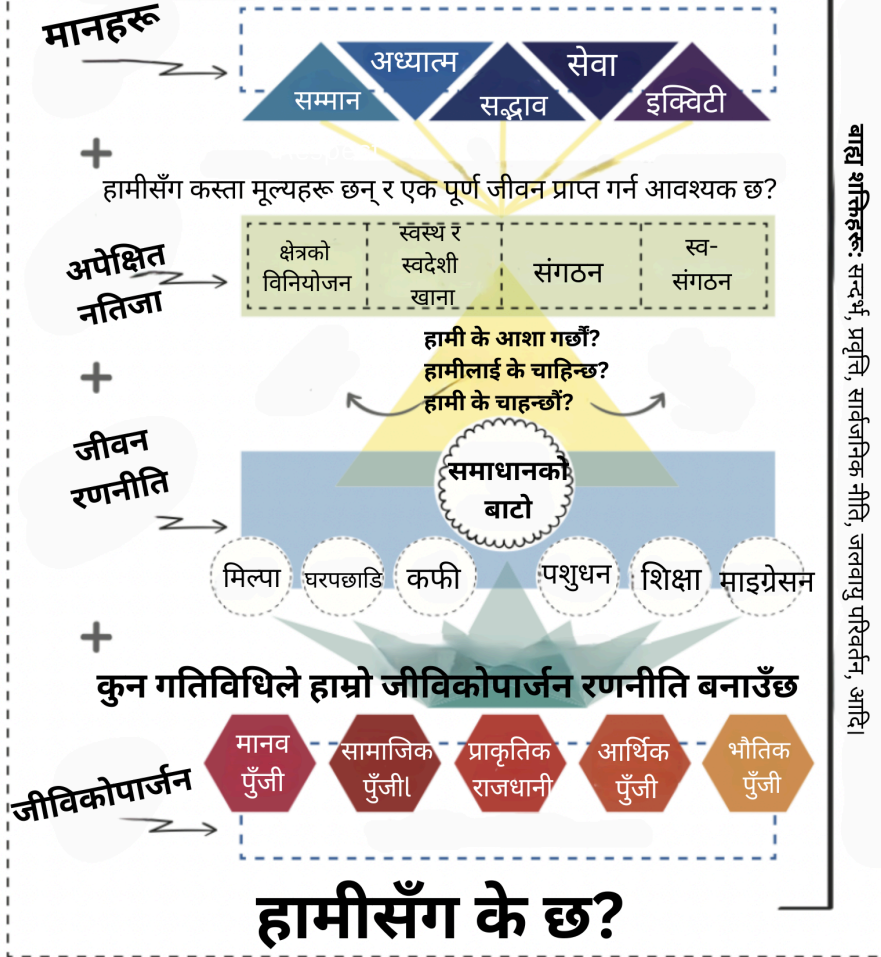 मानहरू
सम्मान
अध्यात्म
सद्भाव
सेवा
इक्विटी
हामीसँग कस्ता मूल्यहरू छन् र एक पूर्ण जीवन प्राप्त गर्न आवश्यक छ?
अपेक्षित
नतिजा
क्षेत्रको
विनियोजन
स्वस्थ र
स्वदेशी
खाना
संगठन
स्व-
संगठन
हामी के आशा गर्छौं?
हामीलाई के चाहिन्छ?
हामी के चाहन्छौं?
जीवन
रणनीति
समाधानको
बाटो
मिल्पा
घरपछाडि
कफी
पशुधन
शिक्षा
माइग्रेसन
कुन गतिविधिले हाम्रो जीविकोपार्जन रणनीति बनाउँछ
जीविकोपार्जन
मानव
पुँजी
सामाजिक
पुँजीl
प्राकृतिक
राजधानी
आर्थिक
पुँजी
भौतिक
पुँजी
हामीसँग के छ?
बाह्य शक्तिहरू: सन्दर्भ, प्रवृत्ति, सार्वजनिक नीति, जलवायु परिवर्तन, आदि।